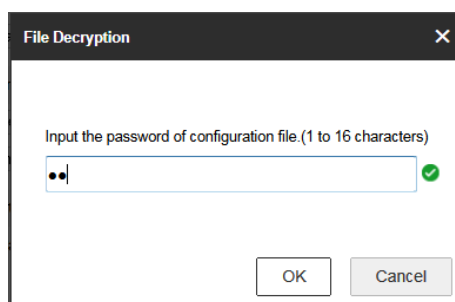 File Decryption
Input the password of configuration file.(1 to 16 characters)
••
OK
Cancel